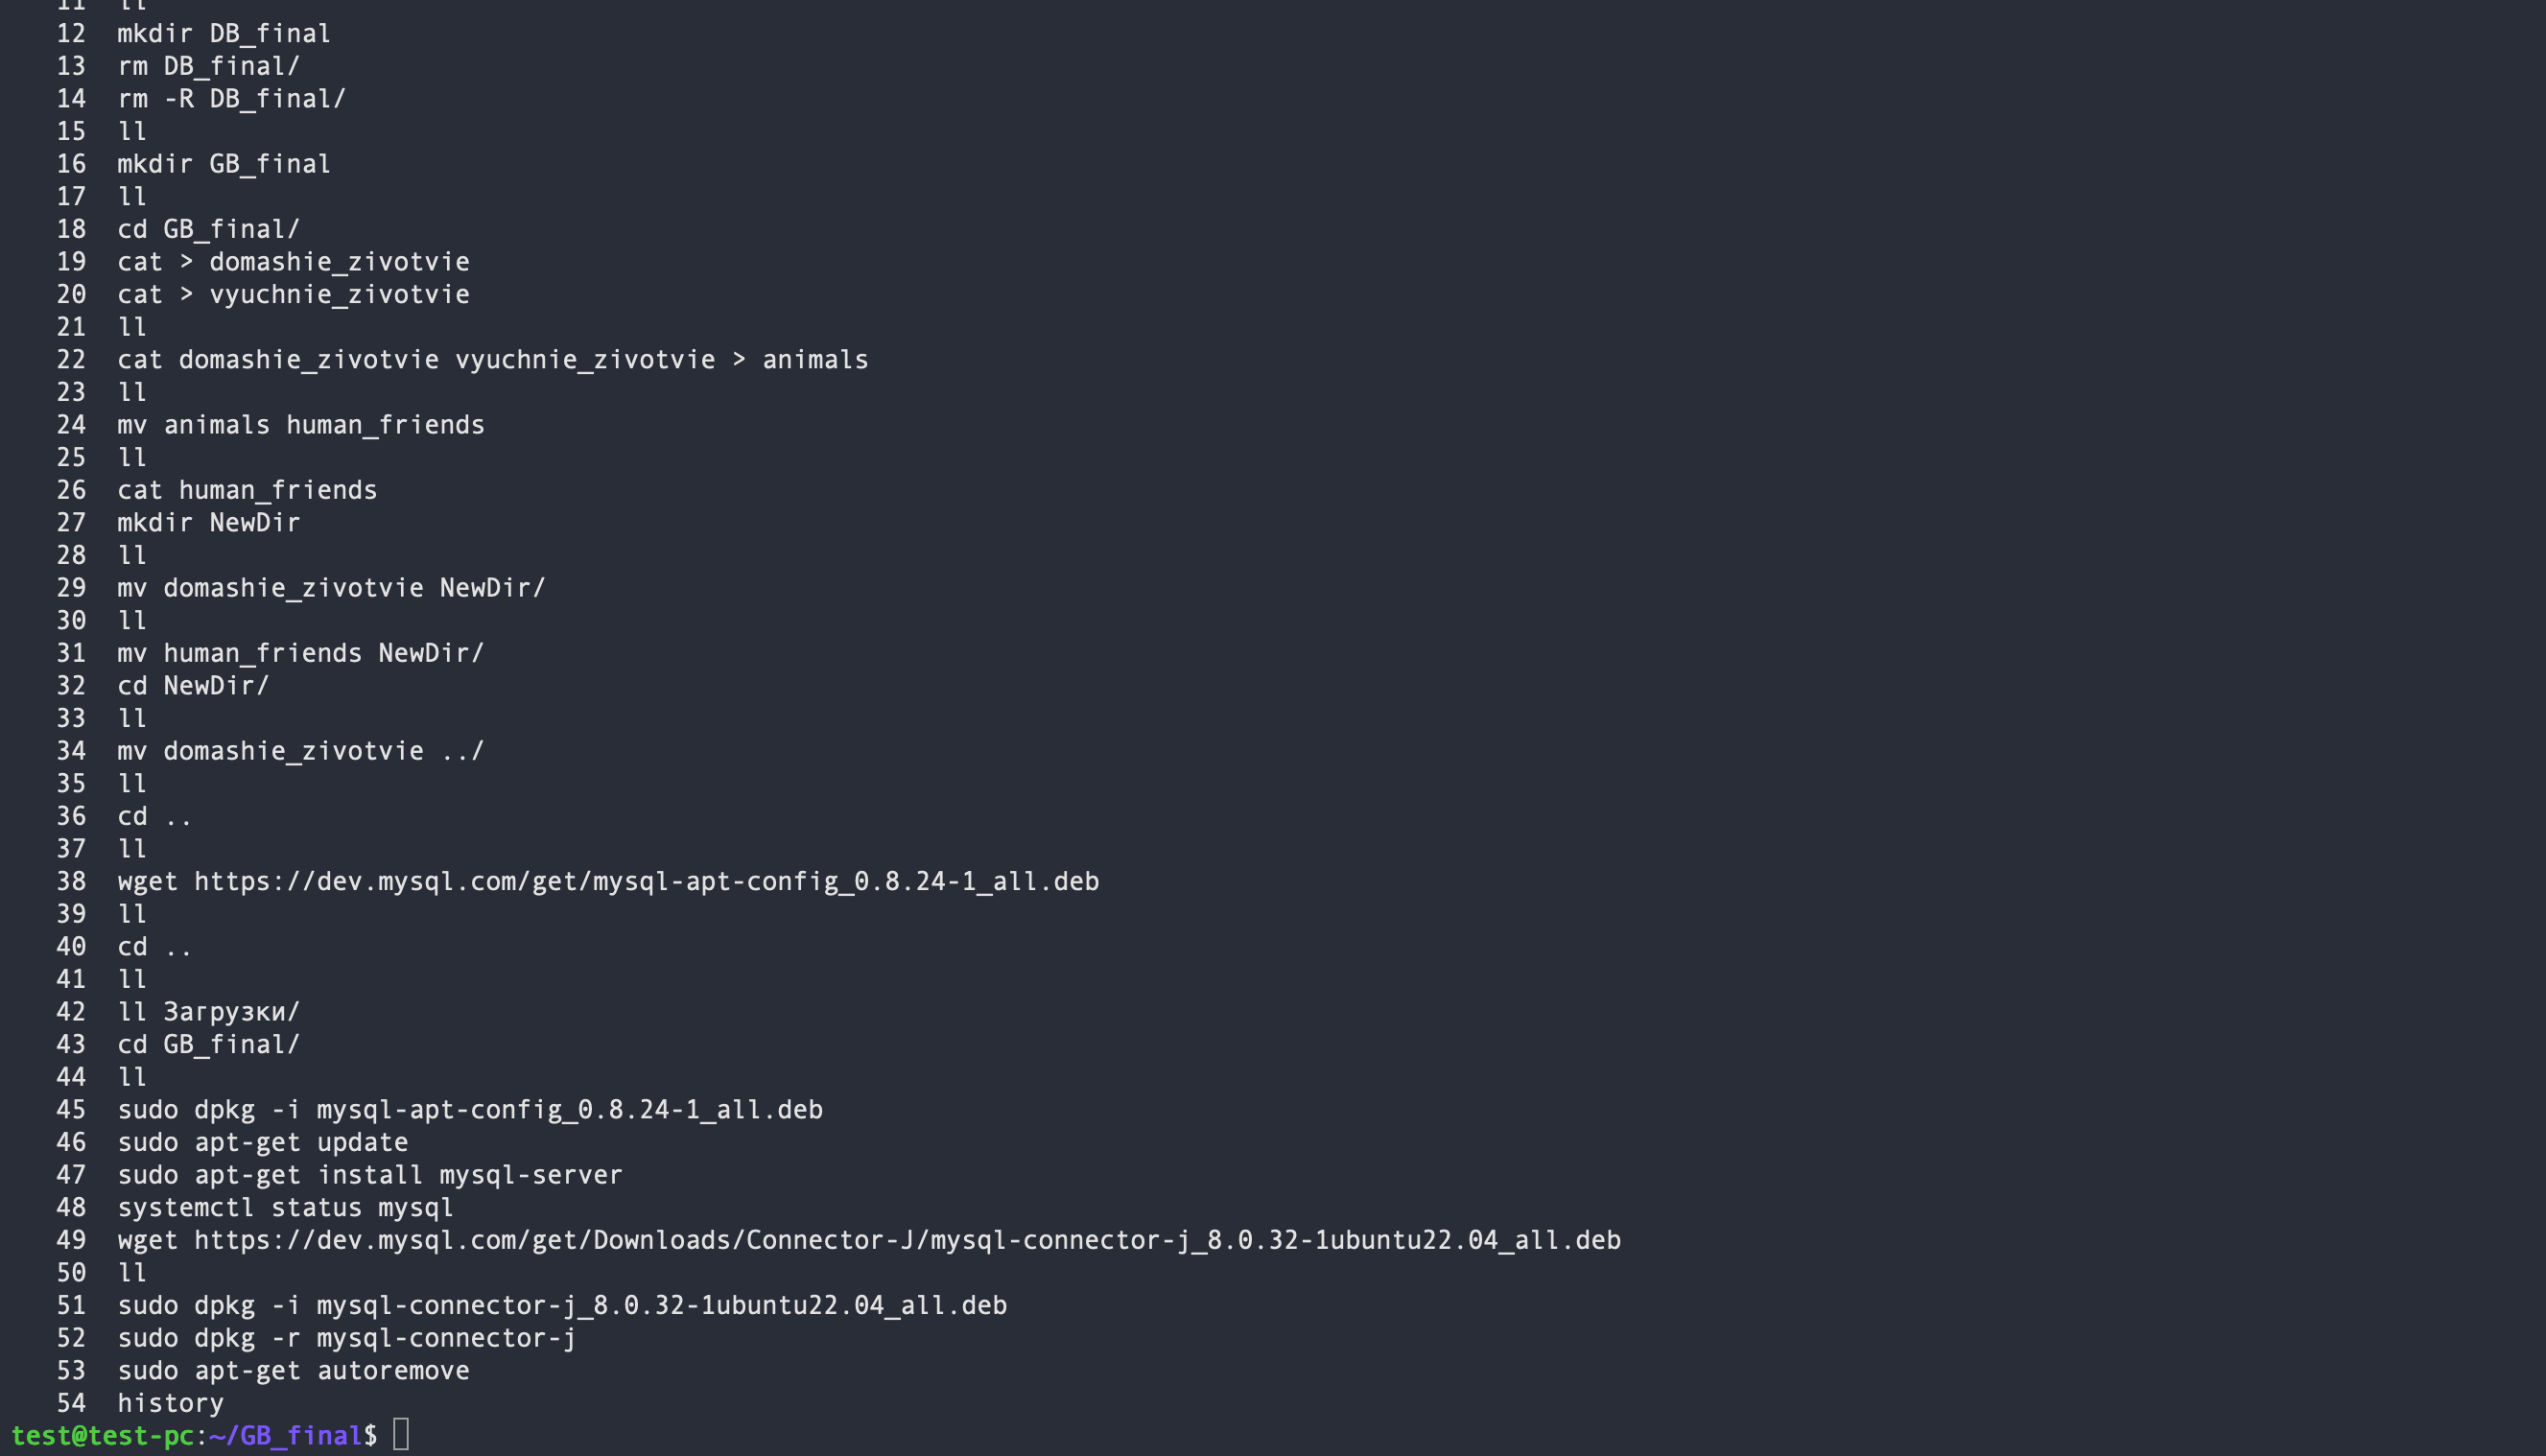 11  ll
12  mkdir DB_final
13  rm DB_final/
14  rm -R DB_final/
15  ll
16  mkdir GB_final
17  ll
18  cd GB_final/
19  cat > domashie_zivotvie
20  cat > vyuchnie_zivotvie
21  ll
22  cat domashie_zivotvie vyuchnie_zivotvie > animals
23  ll
24  mv animals human_friends
25  ll
26  cat human_friends
27  mkdir NewDir
28  ll
29  mv domashie_zivotvie NewDir/
30  ll
31  mv human_friends NewDir/
32  cd NewDir/
33  ll
34  mv domashie_zivotvie ../
35  ll
36  cd ..
37  ll
38  wget https://dev.mysql.com/get/mysql-apt-config_0.8.24-1_all.deb
39  ll
40  cd ..
41  ll
42  ll Загрузки/
43  cd GB_final/
44  ll
45  sudo dpkg -i mysql-apt-config_0.8.24-1_all.deb
46  sudo apt-get update
47  sudo apt-get install mysql-server
48  systemctl status mysql
49  wget https://dev.mysql.com/get/Downloads/Connector-J/mysql-connector-j_8.0.32-1ubuntu22.04_all.deb
50  ll
51  sudo dpkg -i mysql-connector-j_8.0.32-1ubuntu22.04_all.deb
52  sudo dpkg -r mysql-connector-j
53  sudo apt-get autoremove
54  history
test@test-pc:~/GB_final$